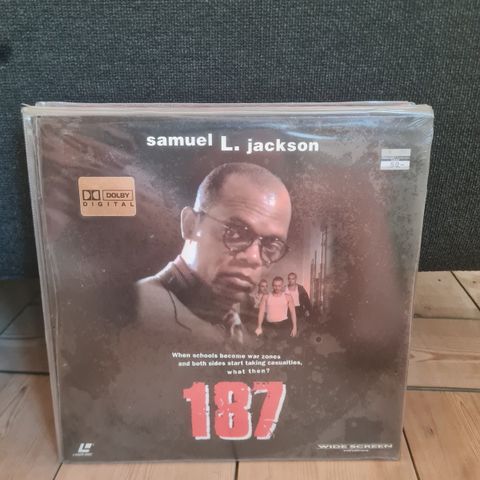 samuel L. jackson
DOLBY
DIGITAL
When schools become war zones
and both sides start taking casualties,
what then?
187
WIDE SCREEN